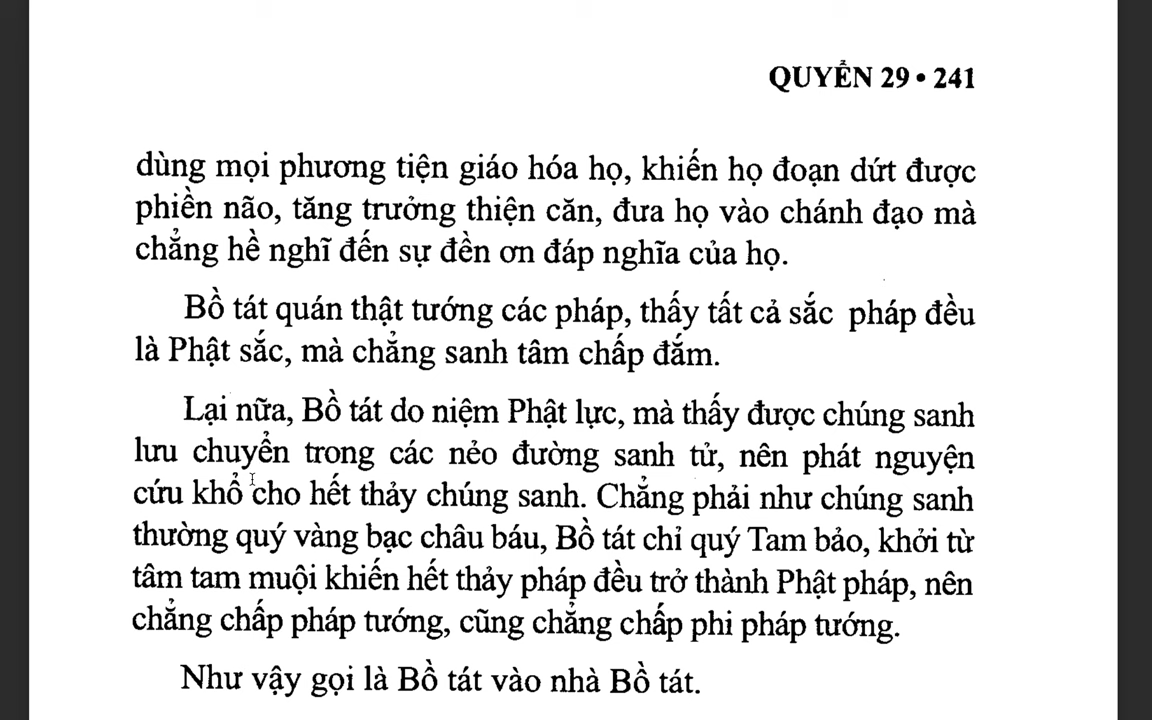 QUYỂN 29 • 241
dùng mọi phương tiện giáo hóa họ, khiến họ đoạn dứt được
phiền não, tăng trưởng thiện căn, đưa họ vào chánh đạo mà
chẳng hề nghĩ đến sự đền ơn đáp nghĩa của họ.
Bồ tát quán thật tướng các pháp, thấy tất cả sắc pháp đều
là Phật sắc, mà chẳng sanh tâm chấp đắm.
Lại nữa, Bồ tát do niệm Phật lực, mà thấy được chúng sanh
lưu chuyển trong các nẻo đường sanh tử, nên phát nguyện
cứu khổ cho hết thảy chúng sanh. Chẳng phải như chúng sanh
thường quý vàng bạc châu báu, Bồ tát chỉ quý Tam bảo, khởi từ
tâm tam muội khiến hết thảy pháp đều trở thành Phật pháp, nên
chẳng chấp pháp tướng, cũng chẳng chấp phi pháp tướng.
Như vậy gọi là Bồ tát vào nhà Bồ tát.